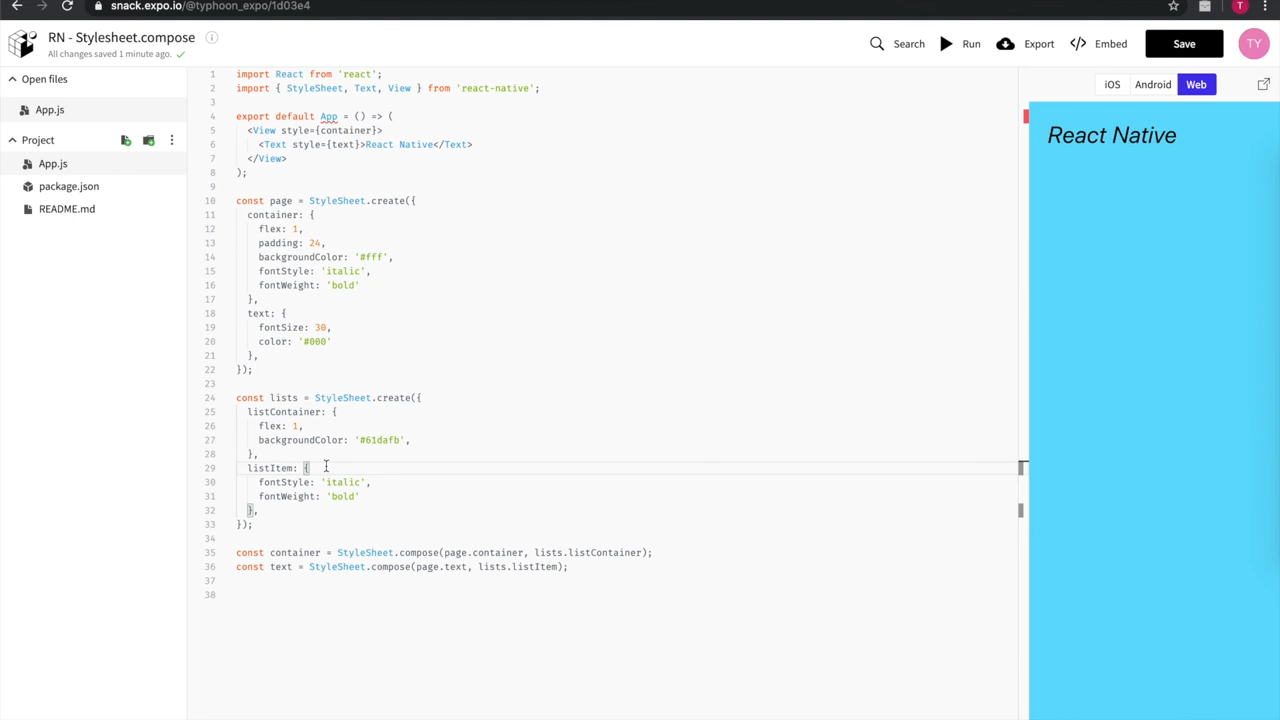 snack.expo.io/@typhoon_expo/1d03e4
T
RN - Stylesheet.compose
All changes saved 1 minute ago.
Search
Run
Export
Embed
Save
TY
Open files
App.js
Project
App.js
package.json
README.md
1 import React from 'react';
2 import { StyleSheet, Text, View } from 'react-native';
3
4 export default App = () => (
5 <View style={container}>
6 <Text style={text}>React Native</Text>
7 </View>
8 );
9
10 const page = StyleSheet.create({
11 container: {
12 flex: 1,
13 padding: 24,
14 backgroundColor: '#fff',
15 fontStyle: 'italic',
16 fontWeight: 'bold'
17 },
18 text: {
19 fontSize: 30,
20 color: '#000'
21 },
22 });
23
24 const lists = StyleSheet.create({
25 listContainer: {
26 flex: 1,
27 backgroundColor: '#61dafb',
28 },
29 listItem: {
30 fontStyle: 'italic',
31 fontWeight: 'bold'
32 },
33 });
34
35 const container = StyleSheet.compose(page.container, lists.listContainer);
36 const text = StyleSheet.compose(page.text, lists.listItem);
37
38
iOS
Android
Web
React Native